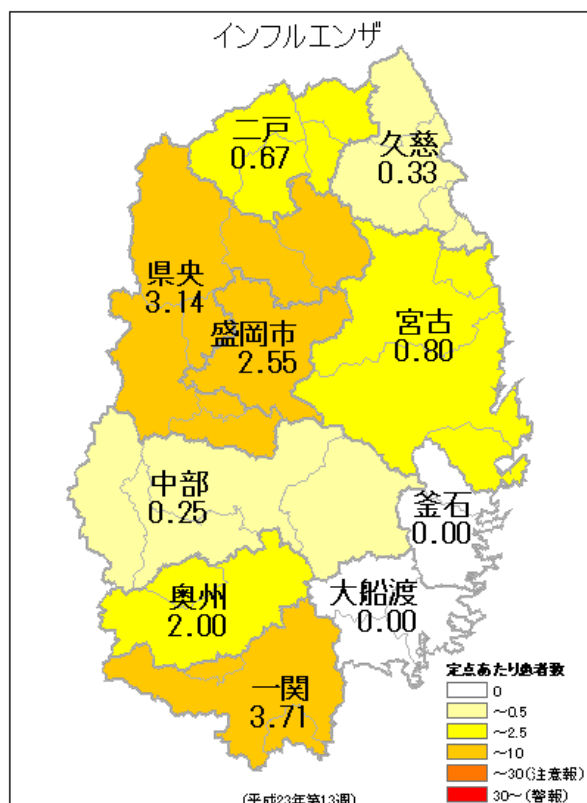 インフルエンザ
二戸
0.67
久慈
0.33
県央
3.14
盛岡市
2.55
宮古
0.80
中部
0.25
釜石
0.00
奥州
2.00
大船渡
0.00
一関
3.71
定点あたり患者数
0
～0.5
～2.5
～10
～30(注意報)
30～(警報)
(平成23年第13週)